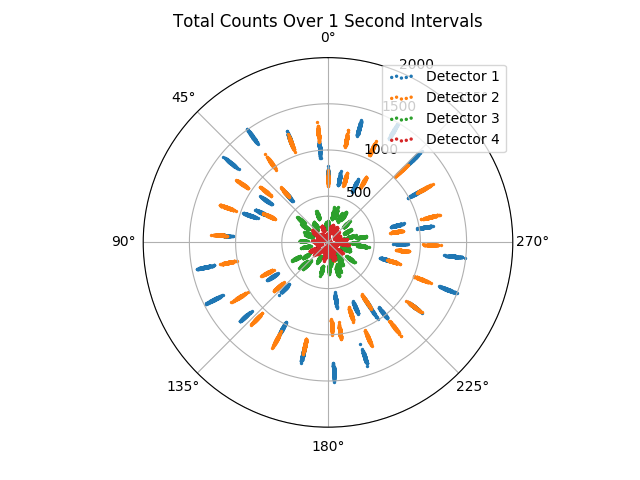 Total Counts Over 1 Second Intervals
0°
45°
90°
135°
180°
225°
270°
500
1000
1500
2000
Detector 1
Detector 2
Detector 3
Detector 4